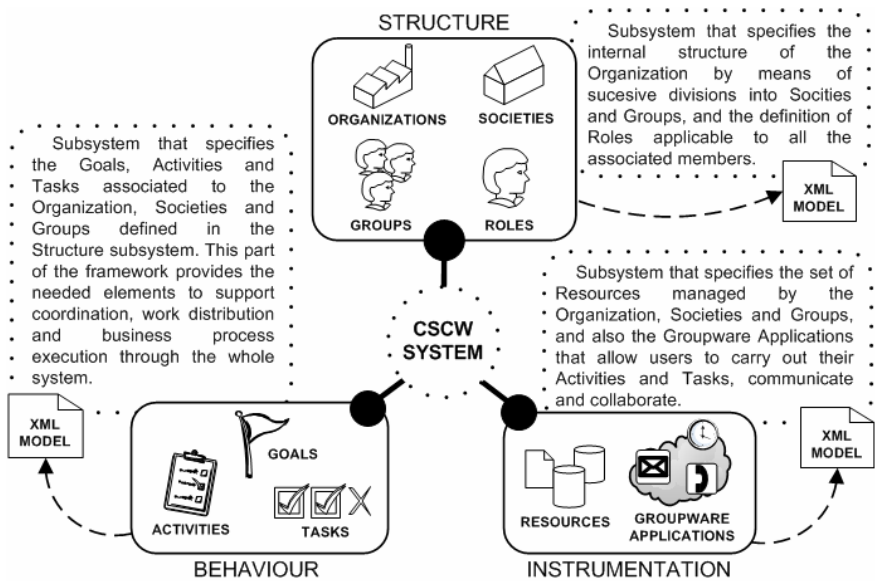 STRUCTURE
ORGANIZATIONS
SOCIETIES
GROUPS
ROLES
Subsystem that specifies the
internal structure of the
Organization by means of
sucesive divisions into Socities
and Groups, and the definition of
Roles applicable to all the
associated members.
XML
MODEL
Subsystem that specifies
the Goals, Activities and
Tasks associated to the
Organization, Societies and
Groups defined in the
Structure subsystem. This part
of the framework provides the
needed elements to support
coordination, work distribution
and business process
execution through the whole
system.
XML
MODEL
CSCW
SYSTEM
Subsystem that specifies the set of
Resources managed by the
Organization, Societies and Groups,
and also the Groupware Applications
that allow users to carry out their
Activities and Tasks, communicate
and collaborate.
XML
MODEL
GOALS
ACTIVITIES
TASKS
BEHAVIOUR
RESOURCES
GROUPWARE
APPLICATIONS
INSTRUMENTATION